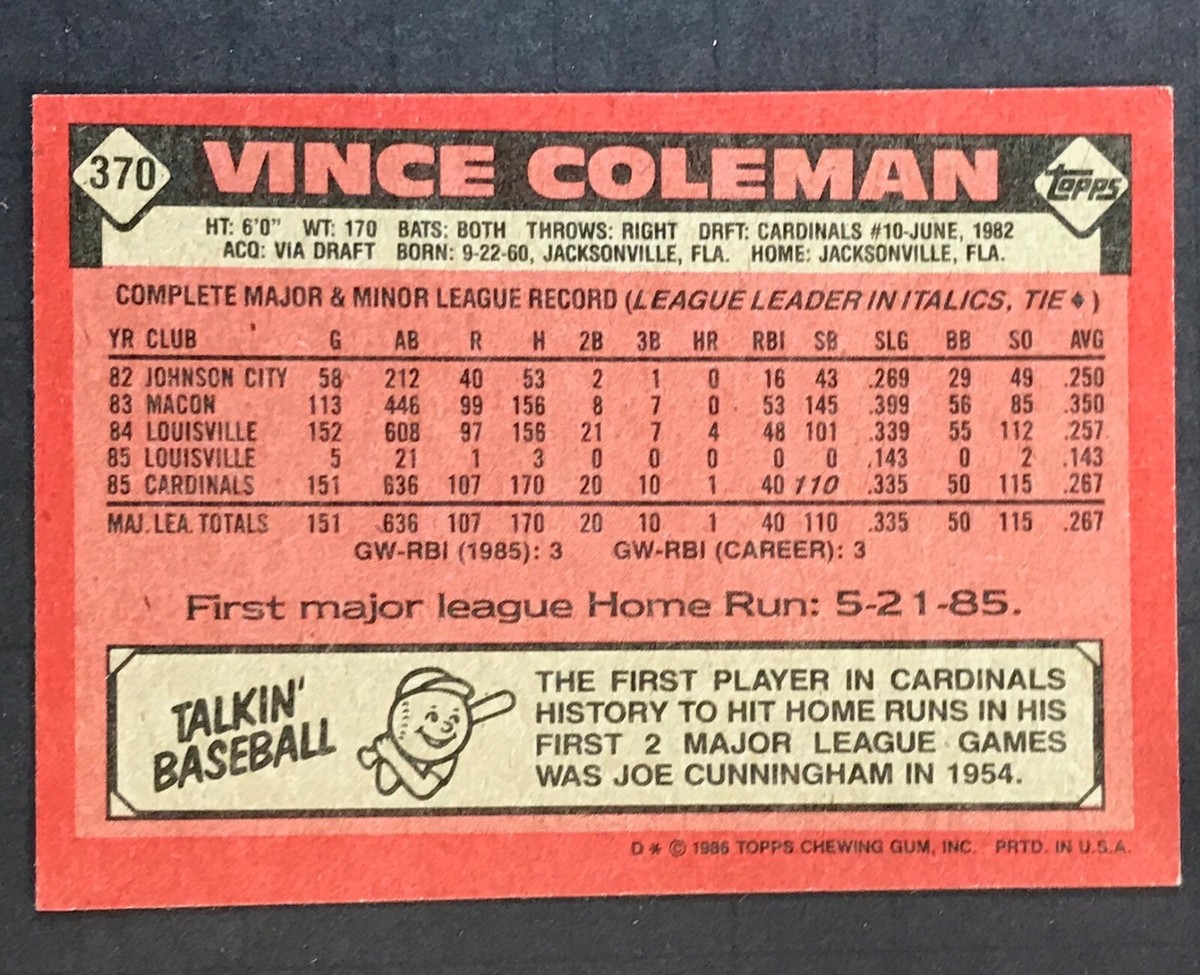 370 VINCE COLEMAN TOPPS
HT: 6'0" WT: 170 BATS: BOTH THROWS: RIGHT DRFT: CARDINALS #10-JUNE, 1982
ACQ: VIA DRAFT BORN: 9-22-60, JACKSONVILLE, FLA. HOME: JACKSONVILLE, FLA.
COMPLETE MAJOR & MINOR LEAGUE RECORD (LEAGUE LEADER IN ITALICS, TIE ♦)
YR CLUB G AB R H 2B 3B HR RBI SB SLG BB SO AVG
82 JOHNSON CITY 58 212 40 53 2 1 0 16 43 .269 29 49 .250
83 MACON 113 446 99 156 8 7 0 53 145 .399 56 85 .350
84 LOUISVILLE 152 608 97 156 21 7 4 48 101 .339 55 112 .257
85 LOUISVILLE 5 21 1 3 0 0 0 0 0 .143 0 2 .143
85 CARDINALS 151 636 107 170 20 10 1 40 110 .335 50 115 .267
MAJ. LEA. TOTALS 151 636 107 170 20 10 1 40 110 .335 50 115 .267
GW-RBI (1985): 3 GW-RBI (CAREER): 3
First major league Home Run: 5-21-85.
TALKIN'
BASEBALL
THE FIRST PLAYER IN CARDINALS
HISTORY TO HIT HOME RUNS IN HIS
FIRST 2 MAJOR LEAGUE GAMES
WAS JOE CUNNINGHAM IN 1954.
D * © 1986 TOPPS CHEWING GUM, INC. PRTD. IN U.S.A.